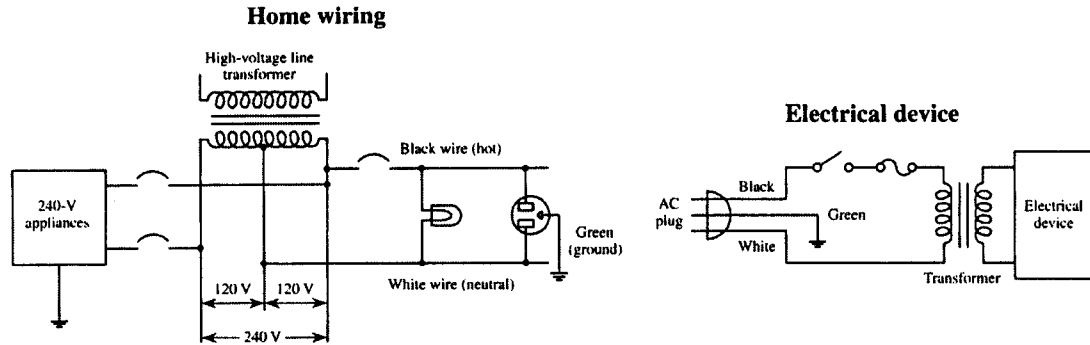 Home wiring
High-voltage line
transformer
Black wire (hot)
240-V
appliances
Green
(ground)
White wire (neutral)
120 V
120 V
240 V
Electrical device
Black
AC
plug
Green
White
Electrical
device
Transformer